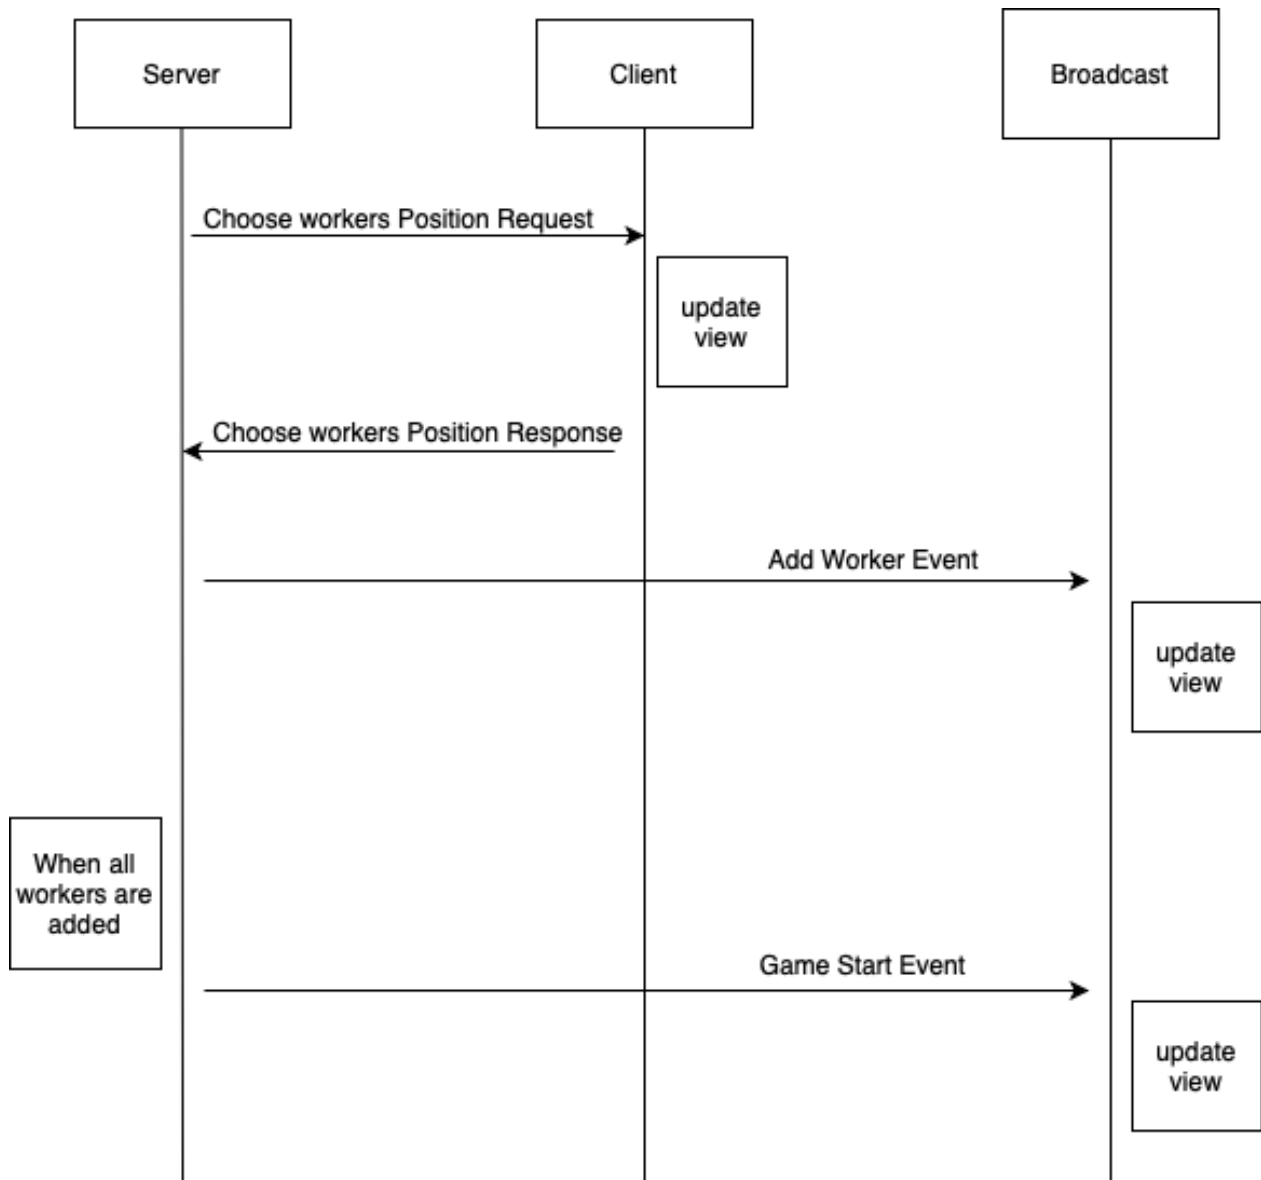 Server
Client
Broadcast
Choose workers Position Request
update
view
Choose workers Position Response
Add Worker Event
update
view
When all
workers are
added
Game Start Event
update
view